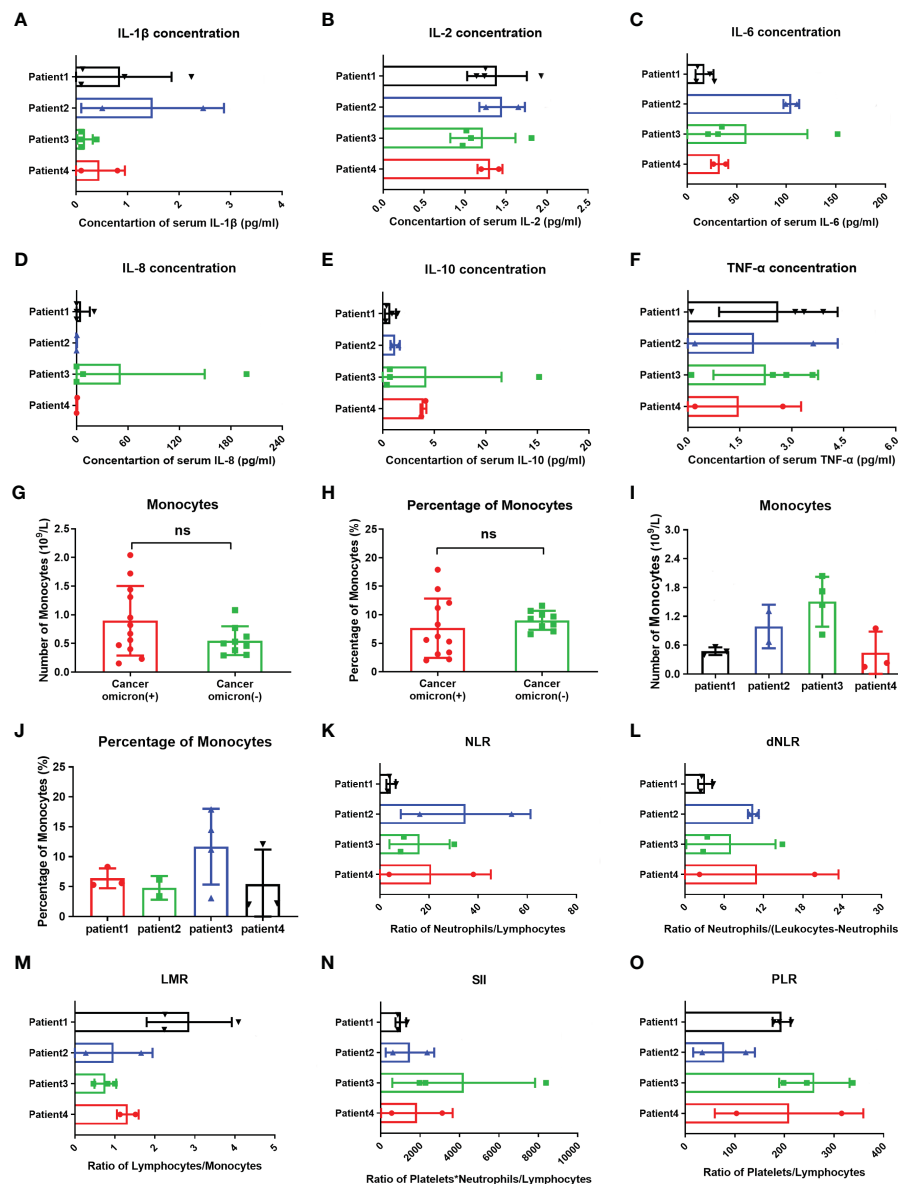 A
IL-1β concentration
Patient1
Patient2
Patient3
Patient4
0 1 2 3 4
Concentartion of serum IL-1β (pg/ml)
B
IL-2 concentration
Patient1
Patient2
Patient3
Patient4
0.0 0.5 1.0 1.5 2.0 2.5
Concentartion of serum IL-2 (pg/ml)
C
IL-6 concentration
Patient1
Patient2
Patient3
Patient4
0 50 100 150 200
Concentartion of serum IL-6 (pg/ml)
D
IL-8 concentration
Patient1
Patient2
Patient3
Patient4
0 60 120 180 240
Concentartion of serum IL-8 (pg/ml)
E
IL-10 concentration
Patient1
Patient2
Patient3
Patient4
0 5 10 15 20
Concentartion of serum IL-10 (pg/ml)
F
TNF-α concentration
Patient1
Patient2
Patient3
Patient4
0.0 1.5 3.0 4.5 6.0
Concentartion of serum TNF-α (pg/ml)
G
Monocytes
ns
Number of Monocytes (10⁹/L)
2.5
2.0
1.5
1.0
0.5
0.0
Cancer omicron(+)
Cancer omicron(-)
H
Percentage of Monocytes
ns
Percentage of Monocytes (%)
25
20
15
10
5
0
Cancer omicron(+)
Cancer omicron(-)
I
Monocytes
Number of Monocytes (10⁹/L)
3.0
2.4
1.8
1.2
0.6
0.0
patient1 patient2 patient3 patient4
J
Percentage of Monocytes
Percentage of Monocytes (%)
25
20
15
10
5
0
patient1 patient2 patient3 patient4
K
NLR
Patient1
Patient2
Patient3
Patient4
0 20 40 60 80
Ratio of Neutrophils/Lymphocytes
L
dNLR
Patient1
Patient2
Patient3
Patient4
0 6 12 18 24 30
Ratio of Neutrophils/(Leukocytes-Neutrophils
M
LMR
Patient1
Patient2
Patient3
Patient4
0 1 2 3 4 5
Ratio of Lymphocytes/Monocytes
N
SII
Patient1
Patient2
Patient3
Patient4
0 2000 4000 6000 8000 10000
Ratio of Platelets*Neutrophils/Lymphocytes
O
PLR
Patient1
Patient2
Patient3
Patient4
0 100 200 300 400
Ratio of Platelets/Lymphocytes